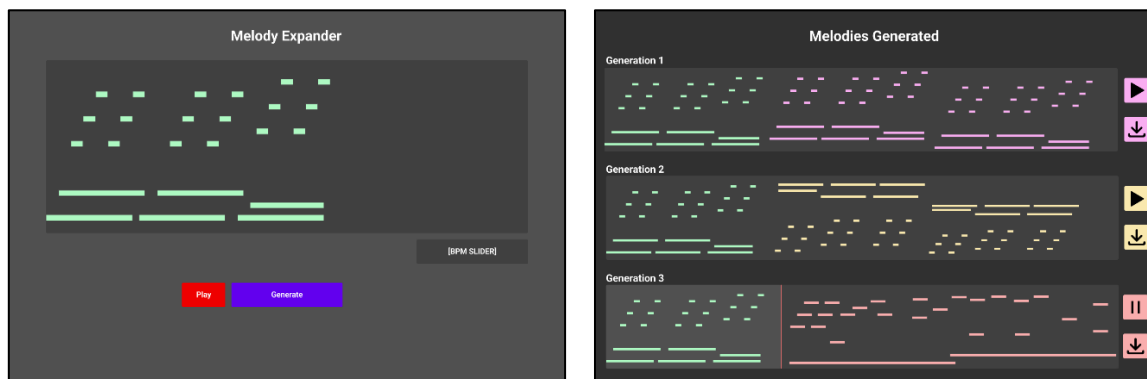 Melody Expander
[BPM SLIDER]
Play
Generate
Melodies Generated
Generation 1
Generation 2
Generation 3